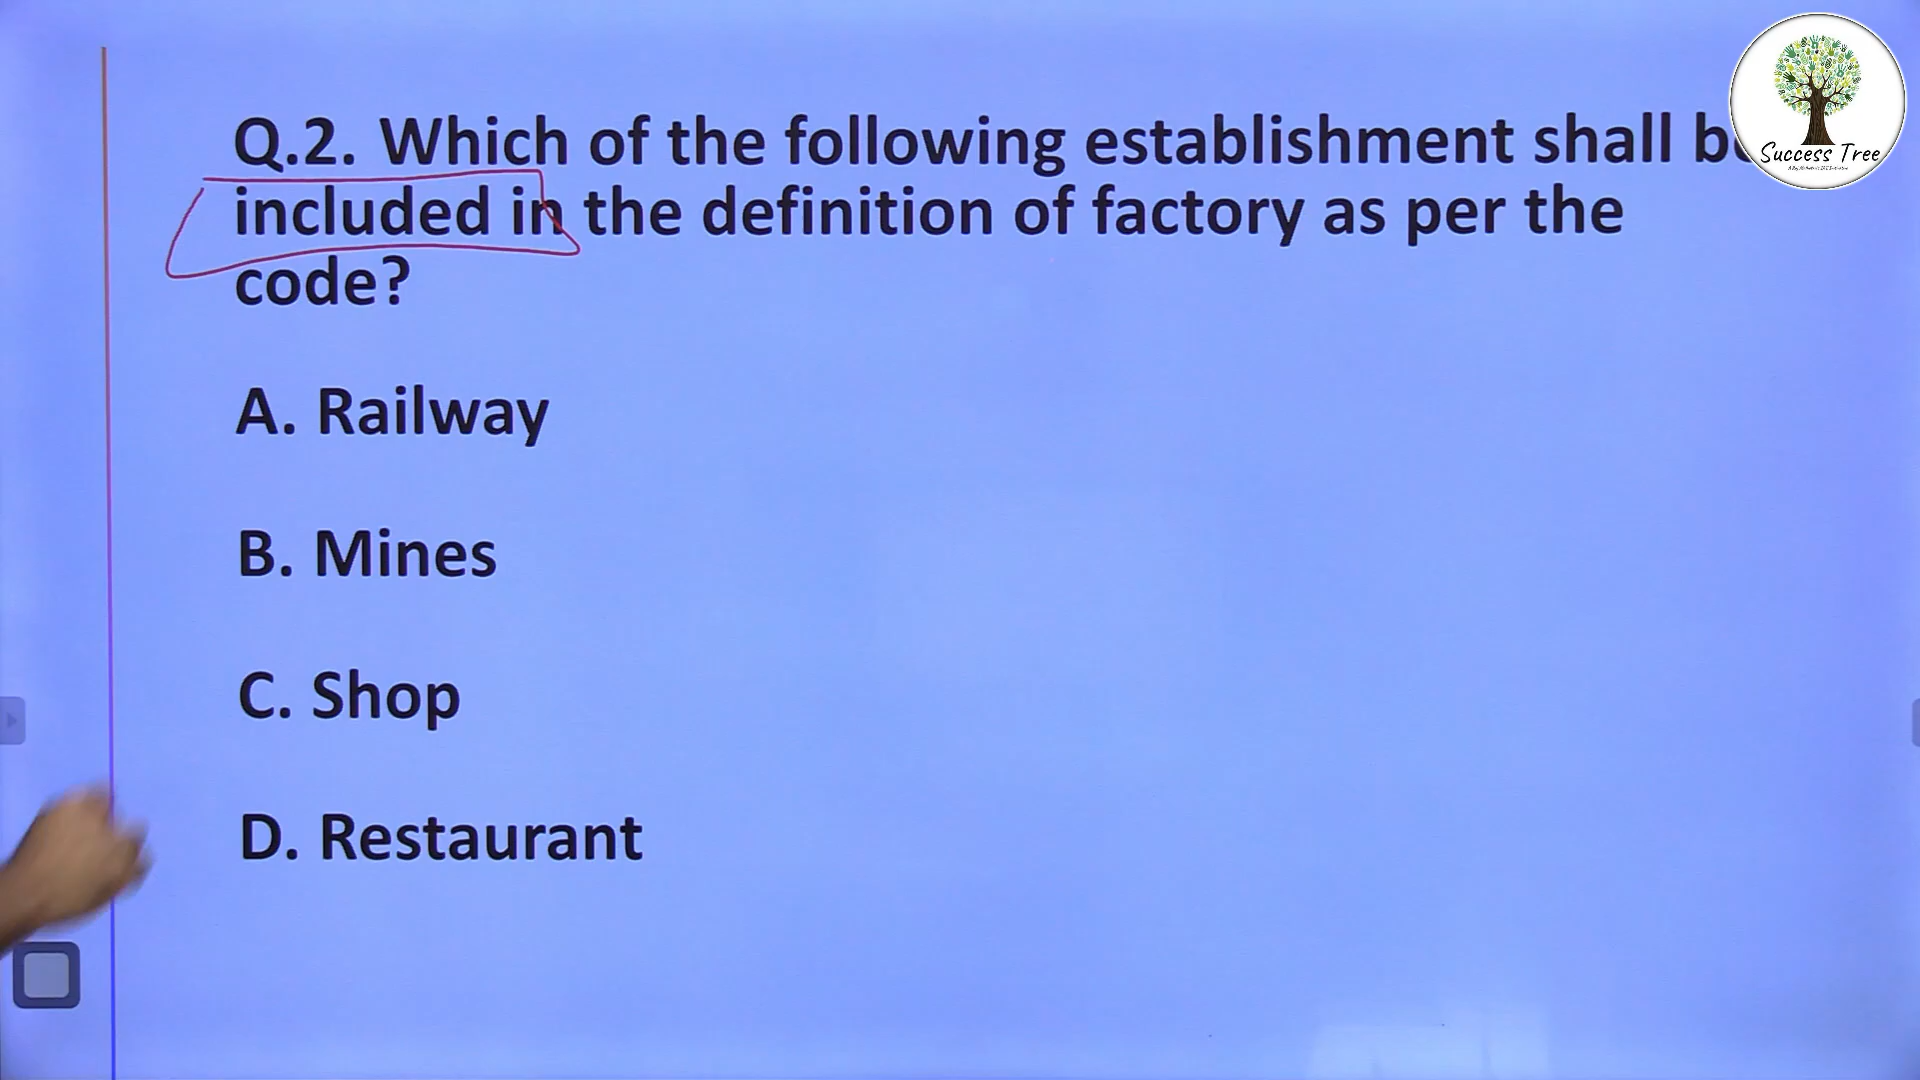 Q.2. Which of the following establishment shall
included in the definition of factory as per the
code?
A. Railway
B. Mines
C. Shop
D. Restaurant
Success Tree